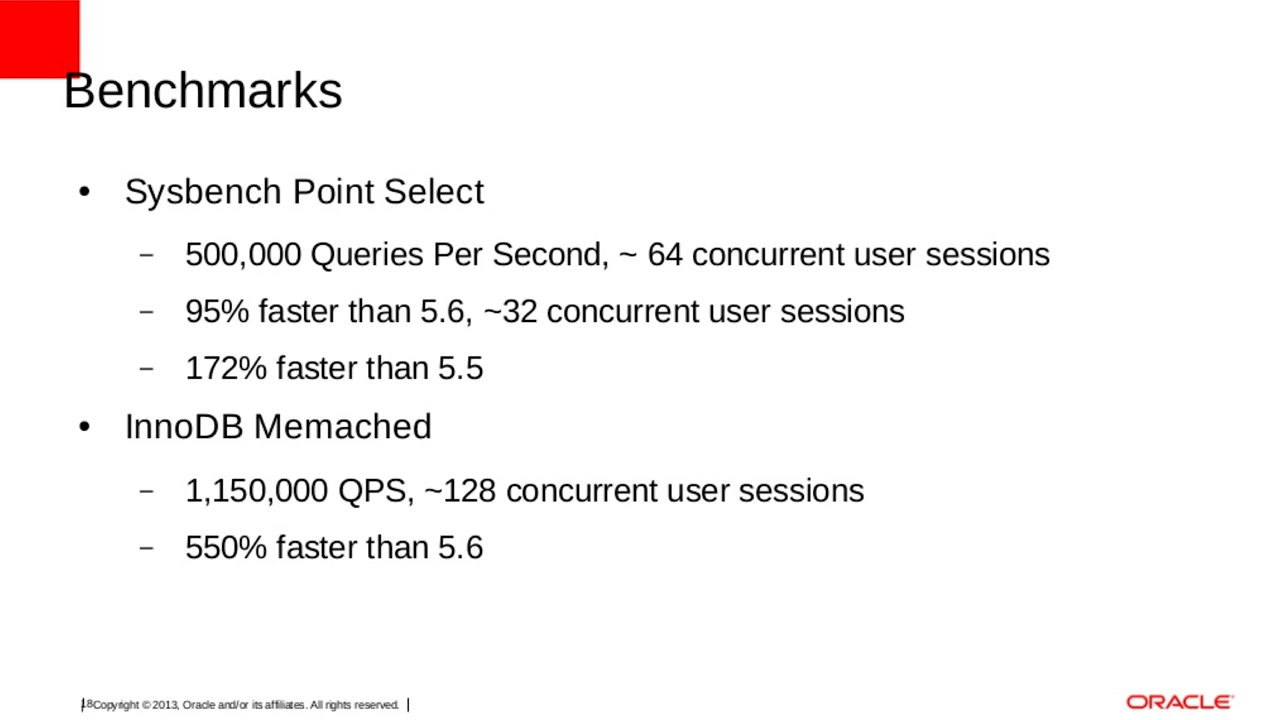 Benchmarks
• Sysbench Point Select
– 500,000 Queries Per Second, ~ 64 concurrent user sessions
– 95% faster than 5.6, ~32 concurrent user sessions
– 172% faster than 5.5
• InnoDB Memached
– 1,150,000 QPS, ~128 concurrent user sessions
– 550% faster than 5.6
18 Copyright © 2013, Oracle and/or its affiliates. All rights reserved.
ORACLE